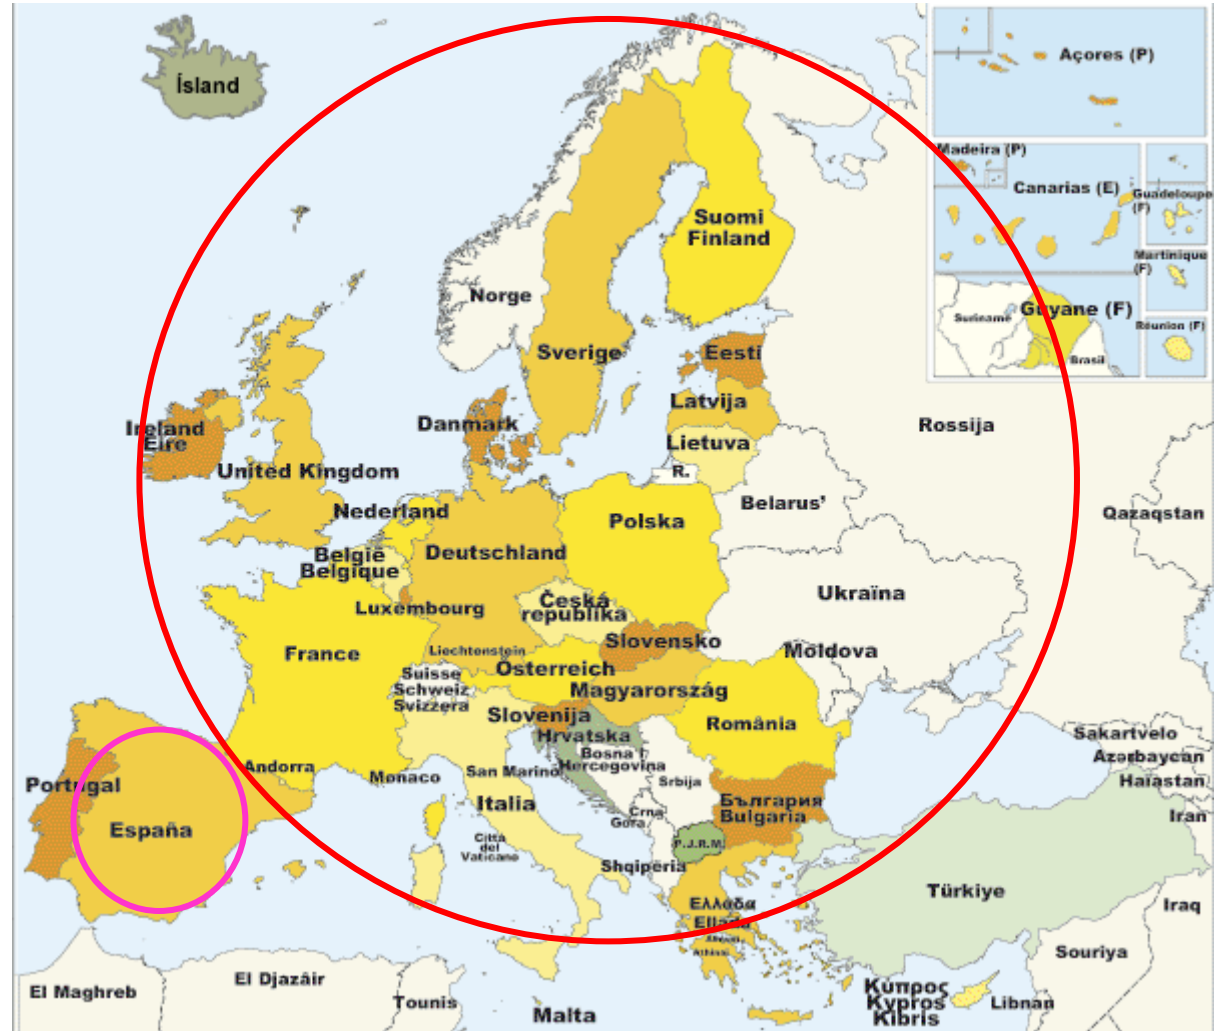 Ísland
Açores (P)
Madeira (P)
Canarias (E)
Guadeloupe
(F)
Martinique
(F)
Guyane (F)
Suriname
Brasil
Réunion (F)
Suomi
Finland
Norge
Sverige
Eesti
Latvija
Lietuva
R.
Danmark
Ireland
Éire
United Kingdom
Rossija
Nederland
België
Belgique
Deutschland
Polska
Belarus'
Qazaqstan
Luxembourg
Česká
republika
Ukraïna
France
Liechtenstein
Slovensko
Moldova
Suisse
Schweiz
Svizzera
Österreich
Magyarország
Slovenija
Hrvatska
România
Bosna i
Hercegovina
Srbija
Sakartvelo
Azərbaycan
Haïastan
Iran
Andorra
Monaco
San Marino
Portugal
España
Italia
Crna
Gora
България
Bulgaria
Città
del
Vaticano
P.J.R.M.
Shqipëria
Türkiye
Iraq
Ελλάδα
Ellada
Souriya
El Maghreb
El Djazâir
Tounis
Malta
Κύπρος
Kypros
Kibris
Libnan